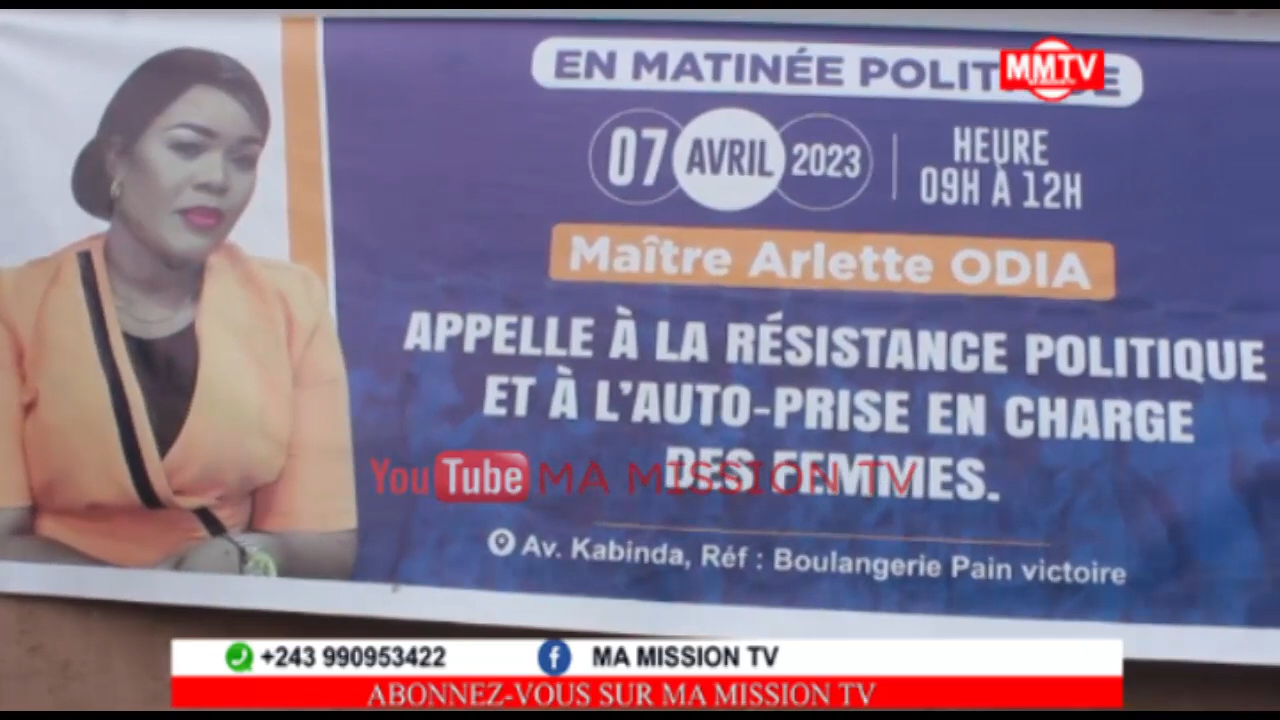 EN MATINÉE POLITIQUE
MMTV
07 AVRIL 2023
HEURE
09H À 12H
Maître Arlette ODIA
APPELLE À LA RÉSISTANCE POLITIQUE
ET À L'AUTO-PRISE EN CHARGE
DES FEMMES.
YouTube MA MISSION TV
Av. Kabinda, Réf : Boulangerie Pain victoire
+243 990953422
MA MISSION TV
ABONNEZ-VOUS SUR MA MISSION TV